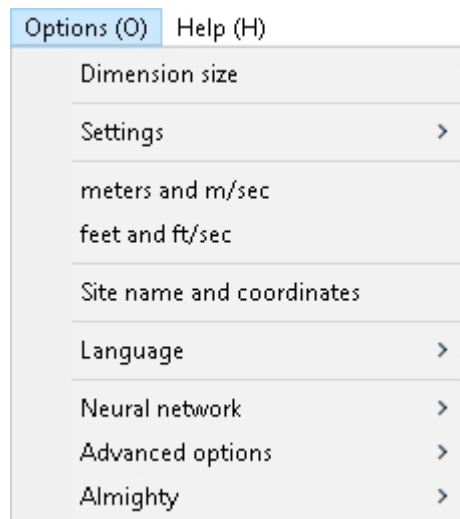 Options (O) Help (H)
Dimension size
Settings
meters and m/sec
feet and ft/sec
Site name and coordinates
Language
Neural network
Advanced options
Almighty